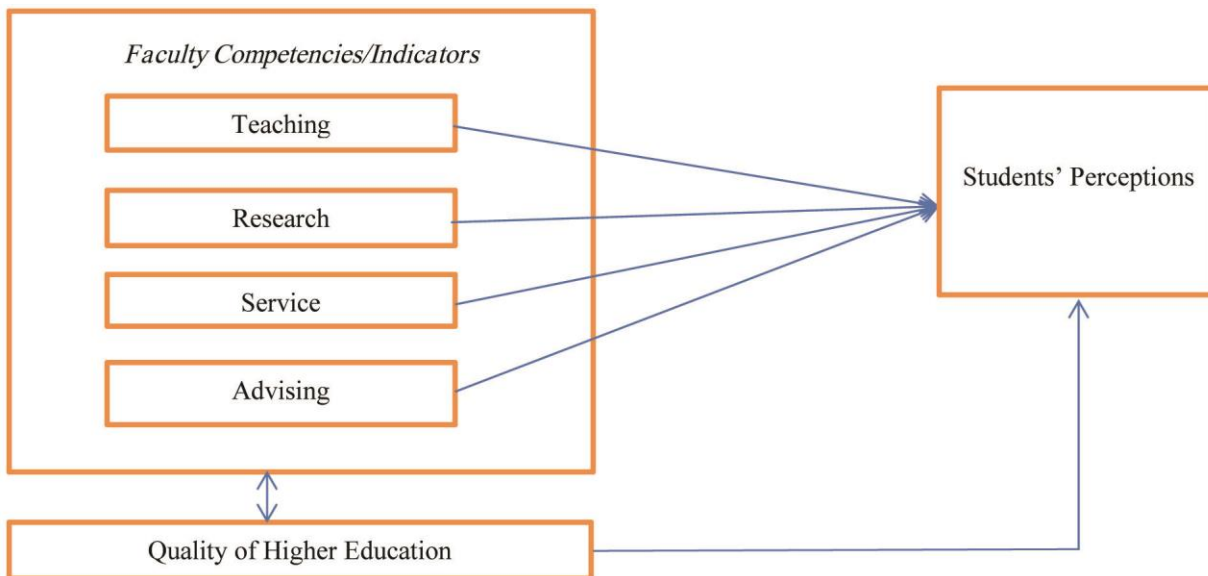 Faculty Competencies/Indicators
Teaching
Research
Service
Advising
Students’ Perceptions
Quality of Higher Education